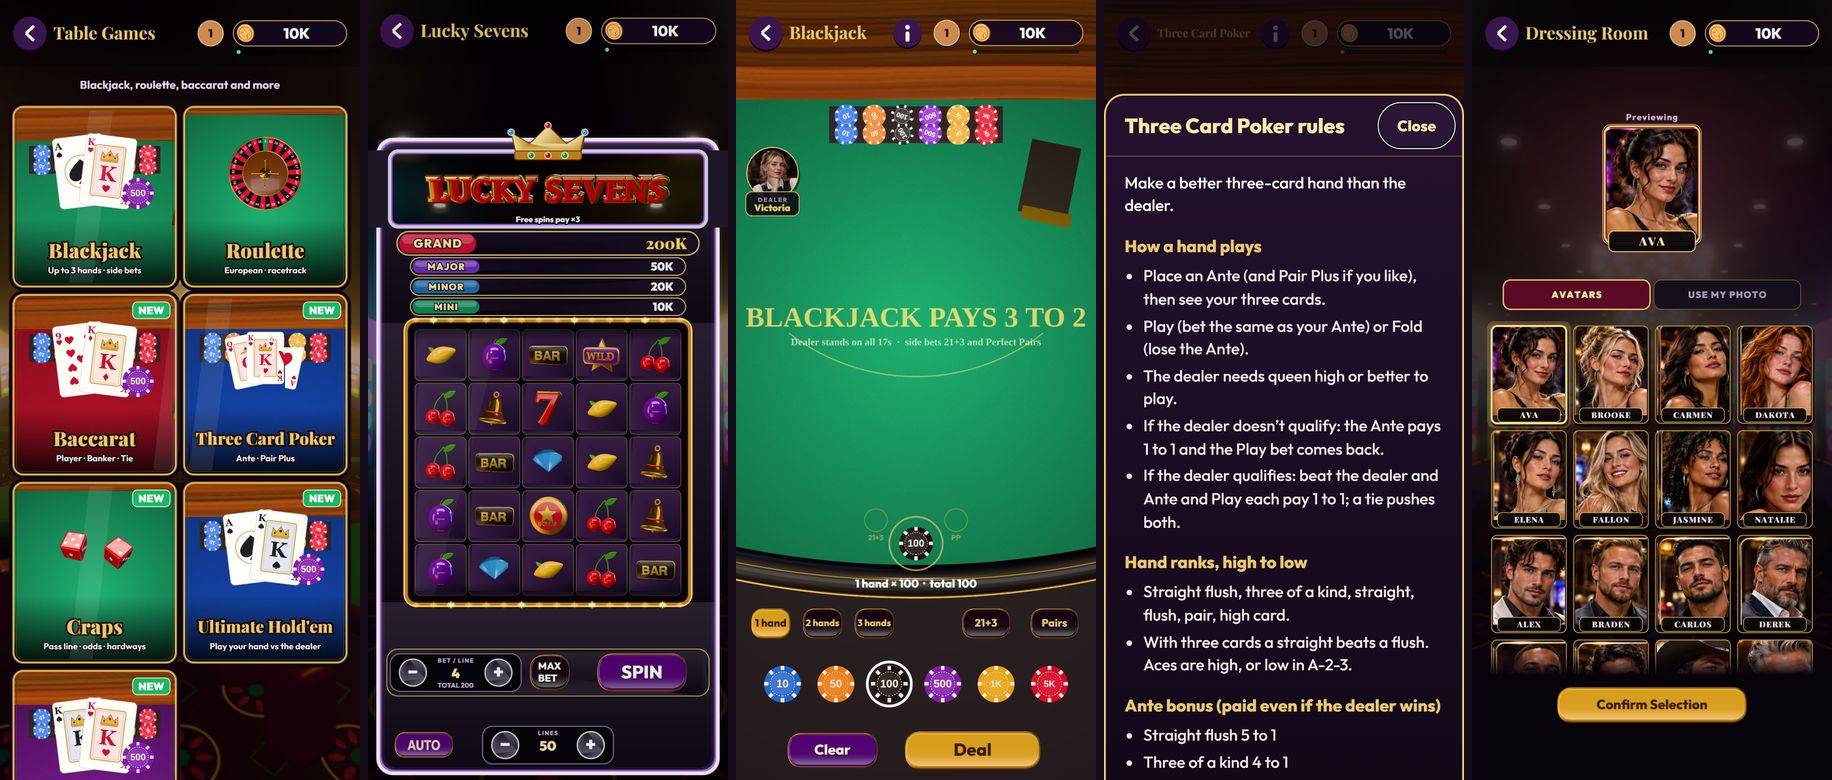 Table Games
1
10K
Blackjack, roulette, baccarat and more
Blackjack
Up to 3 hands · side bets
Roulette
European · racetrack
NEW
Baccarat
Player · Banker · Tie
NEW
Three Card Poker
Ante · Pair Plus
NEW
Craps
Pass line · odds · hardways
NEW
Ultimate Hold'em
Play your hand vs the dealer
NEW
500
Lucky Sevens
1
10K
LUCKY SEVENS
Free spins pay ×3
GRAND 200K
MAJOR 50K
MINOR 20K
MINI 10K
BAR
WILD
7
BAR
BAR
BAR
BET / LINE
4
TOTAL 200
MAX BET
SPIN
AUTO
LINES
50
Blackjack
1
10K
DEALER
Victoria
BLACKJACK PAYS 3 TO 2
Dealer stands on all 17s · side bets 21+3 and Perfect Pairs
21+3
100
PP
1 hand × 100 · total 100
1 hand
2 hands
3 hands
21+3
Pairs
10
50
100
500
1K
5K
Clear
Deal
Three Card Poker
1
10K
Three Card Poker rules
Close
Make a better three-card hand than the
dealer.
How a hand plays
• Place an Ante (and Pair Plus if you like),
then see your three cards.
• Play (bet the same as your Ante) or Fold
(lose the Ante).
• The dealer needs queen high or better to
play.
• If the dealer doesn't qualify: the Ante pays
1 to 1 and the Play bet comes back.
• If the dealer qualifies: beat the dealer and
Ante and Play each pay 1 to 1; a tie pushes
both.
Hand ranks, high to low
• Straight flush, three of a kind, straight,
flush, pair, high card.
• With three cards a straight beats a flush.
Aces are high, or low in A-2-3.
Ante bonus (paid even if the dealer wins)
• Straight flush 5 to 1
• Three of a kind 4 to 1
Dressing Room
1
10K
Previewing
AVA
AVATARS
USE MY PHOTO
AVA
BROOKE
CARMEN
DAKOTA
ELENA
FALLON
JASMINE
NATALIE
ALEX
BRADEN
CARLOS
DEREK
Confirm Selection